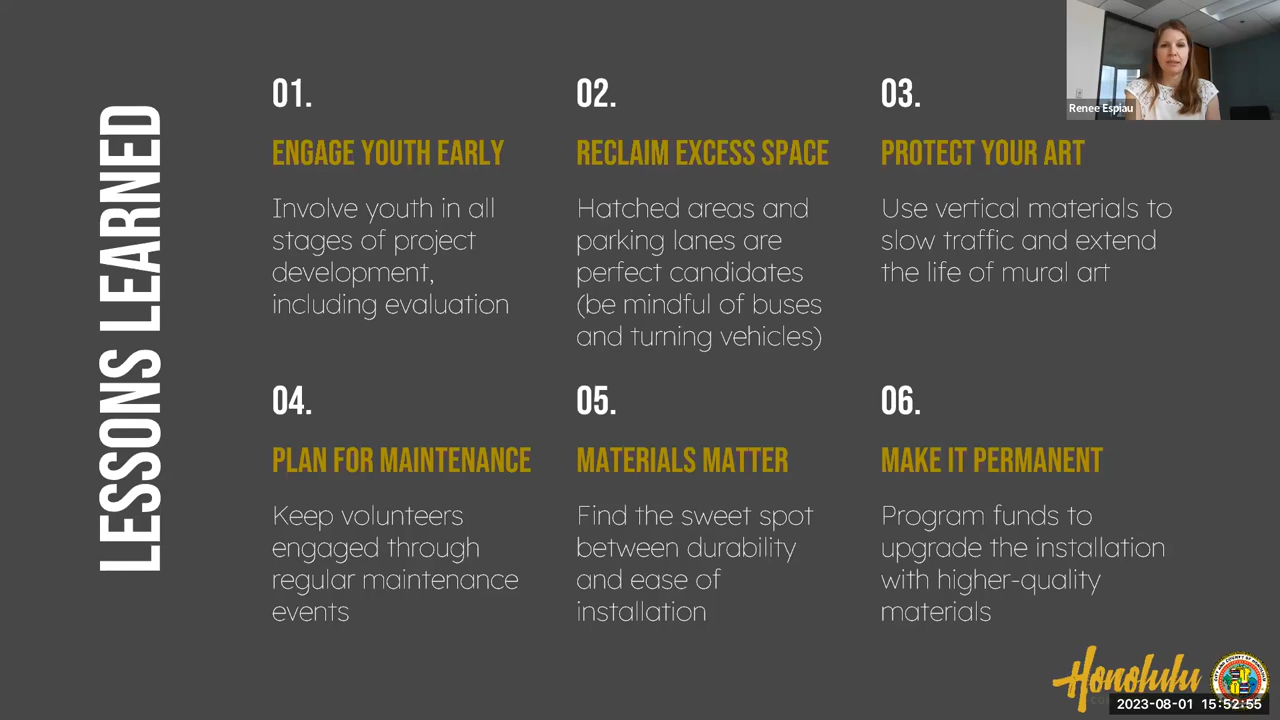 LESSONS LEARNED
01.
ENGAGE YOUTH EARLY
Involve youth in all
stages of project
development,
including evaluation
02.
RECLAIM EXCESS SPACE
Hatched areas and
parking lanes are
perfect candidates
(be mindful of buses
and turning vehicles)
03.
PROTECT YOUR ART
Use vertical materials to
slow traffic and extend
the life of mural art
04.
PLAN FOR MAINTENANCE
Keep volunteers
engaged through
regular maintenance
events
05.
MATERIALS MATTER
Find the sweet spot
between durability
and ease of
installation
06.
MAKE IT PERMANENT
Program funds to
upgrade the installation
with higher-quality
materials
Renee Espiau
Honolulu
2023-08-01 15:52:55